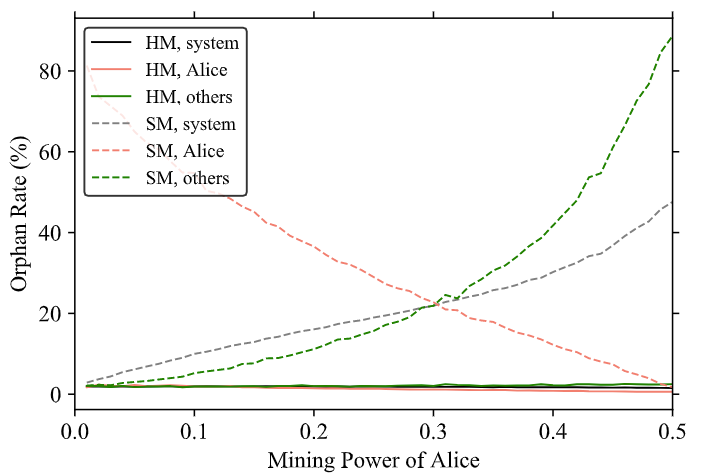 HM, system
HM, Alice
HM, others
SM, system
SM, Alice
SM, others
80
60
40
20
0
Orphan Rate (%)
0.0 0.1 0.2 0.3 0.4 0.5
Mining Power of Alice